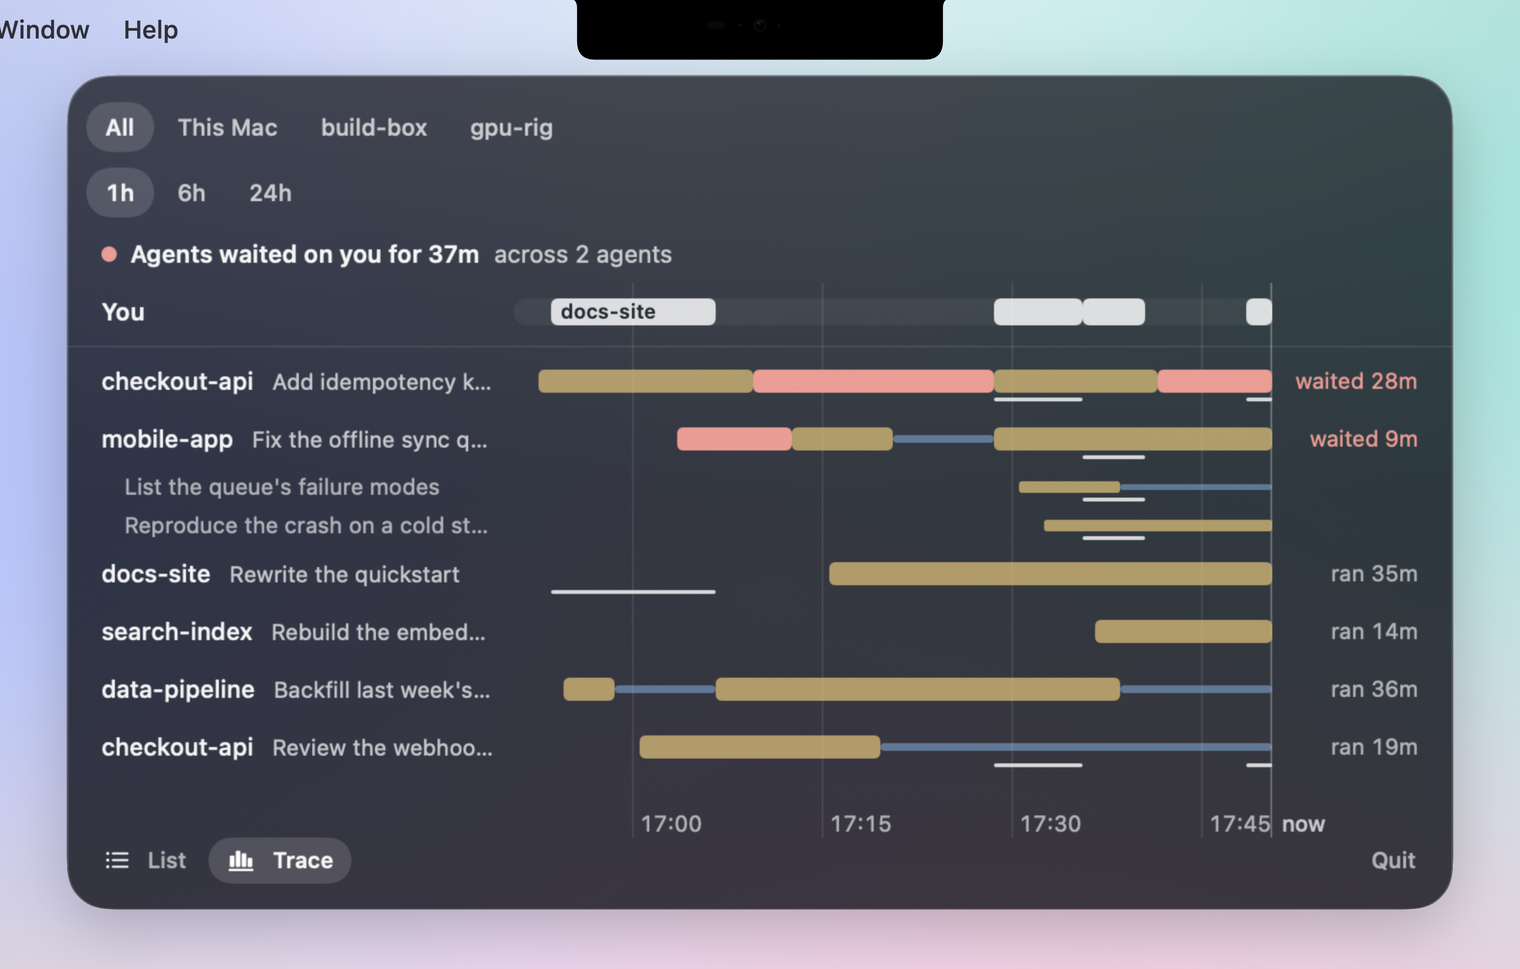 Window Help
All This Mac build-box gpu-rig
1h 6h 24h
Agents waited on you for 37m across 2 agents
You docs-site
checkout-api Add idempotency k... waited 28m
mobile-app Fix the offline sync q... waited 9m
List the queue's failure modes
Reproduce the crash on a cold st...
docs-site Rewrite the quickstart ran 35m
search-index Rebuild the embed... ran 14m
data-pipeline Backfill last week's... ran 36m
checkout-api Review the webhoo... ran 19m
17:00 17:15 17:30 17:45 now
List Trace Quit